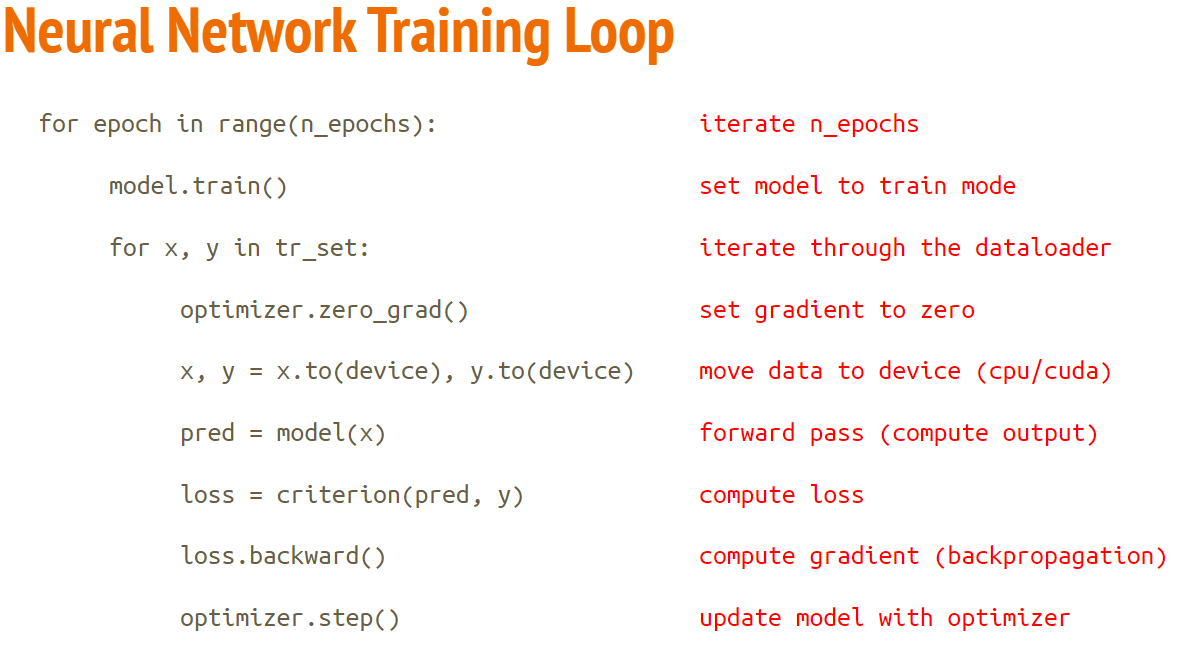 Neural Network Training Loop
for epoch in range(n_epochs): iterate n_epochs
model.train() set model to train mode
for x, y in tr_set: iterate through the dataloader
optimizer.zero_grad() set gradient to zero
x, y = x.to(device), y.to(device) move data to device (cpu/cuda)
pred = model(x) forward pass (compute output)
loss = criterion(pred, y) compute loss
loss.backward() compute gradient (backpropagation)
optimizer.step() update model with optimizer